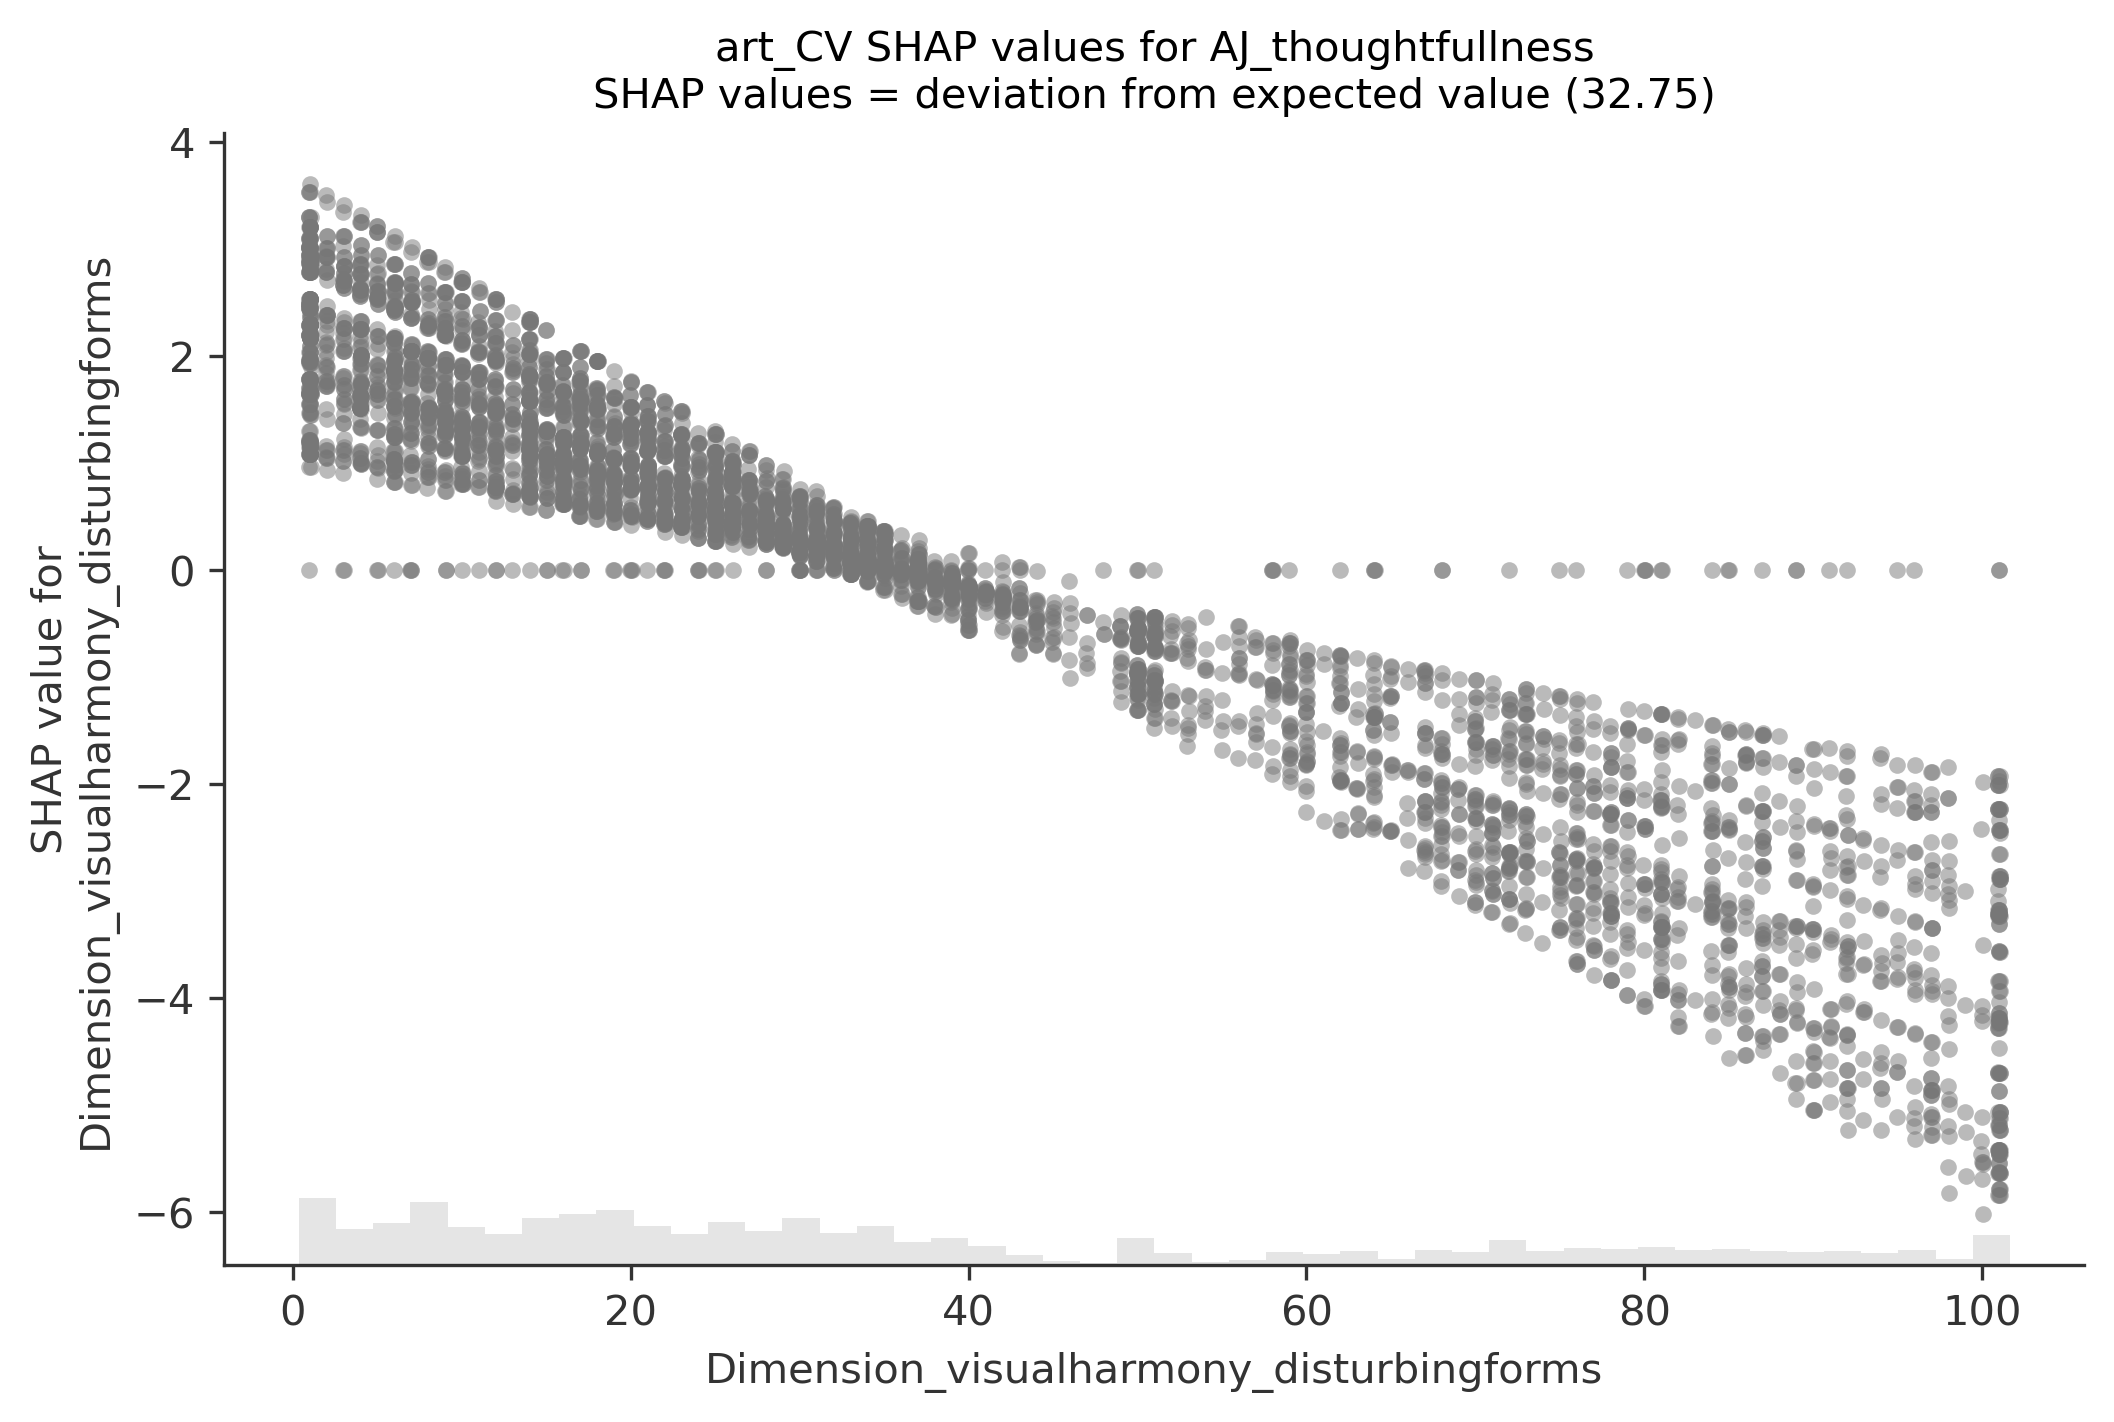 art_CV SHAP values for AJ_thoughtfullness
SHAP values = deviation from expected value (32.75)
SHAP value for
Dimension_visualharmony_disturbingforms
4
2
0
−2
−4
−6
0
20
40
60
80
100
Dimension_visualharmony_disturbingforms